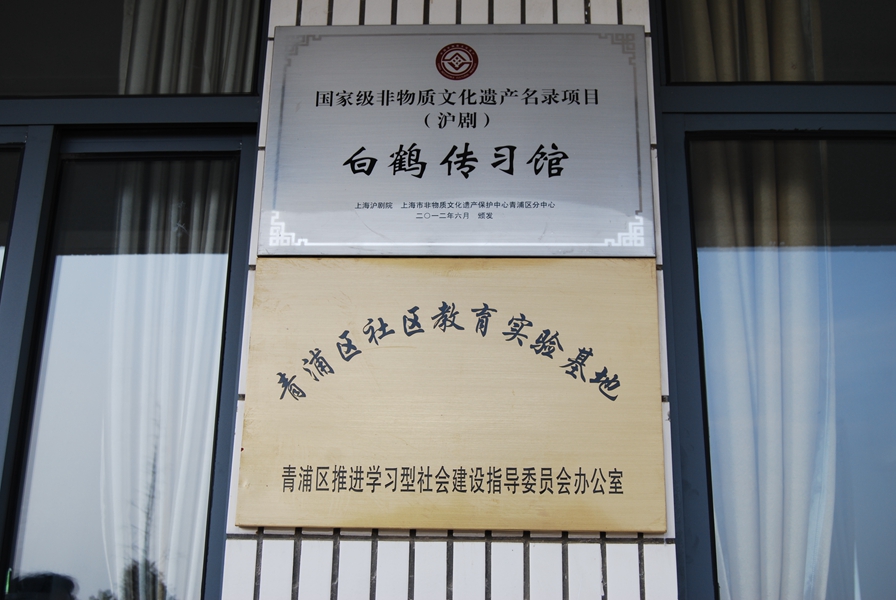 国家级非物质文化遗产名录项目
（沪剧）
白鹤传习馆
上海沪剧院　上海市非物质文化遗产保护中心青浦区分中心
二〇一二年六月　颁发
青浦区社区教育实验基地
青浦区推进学习型社会建设指导委员会办公室